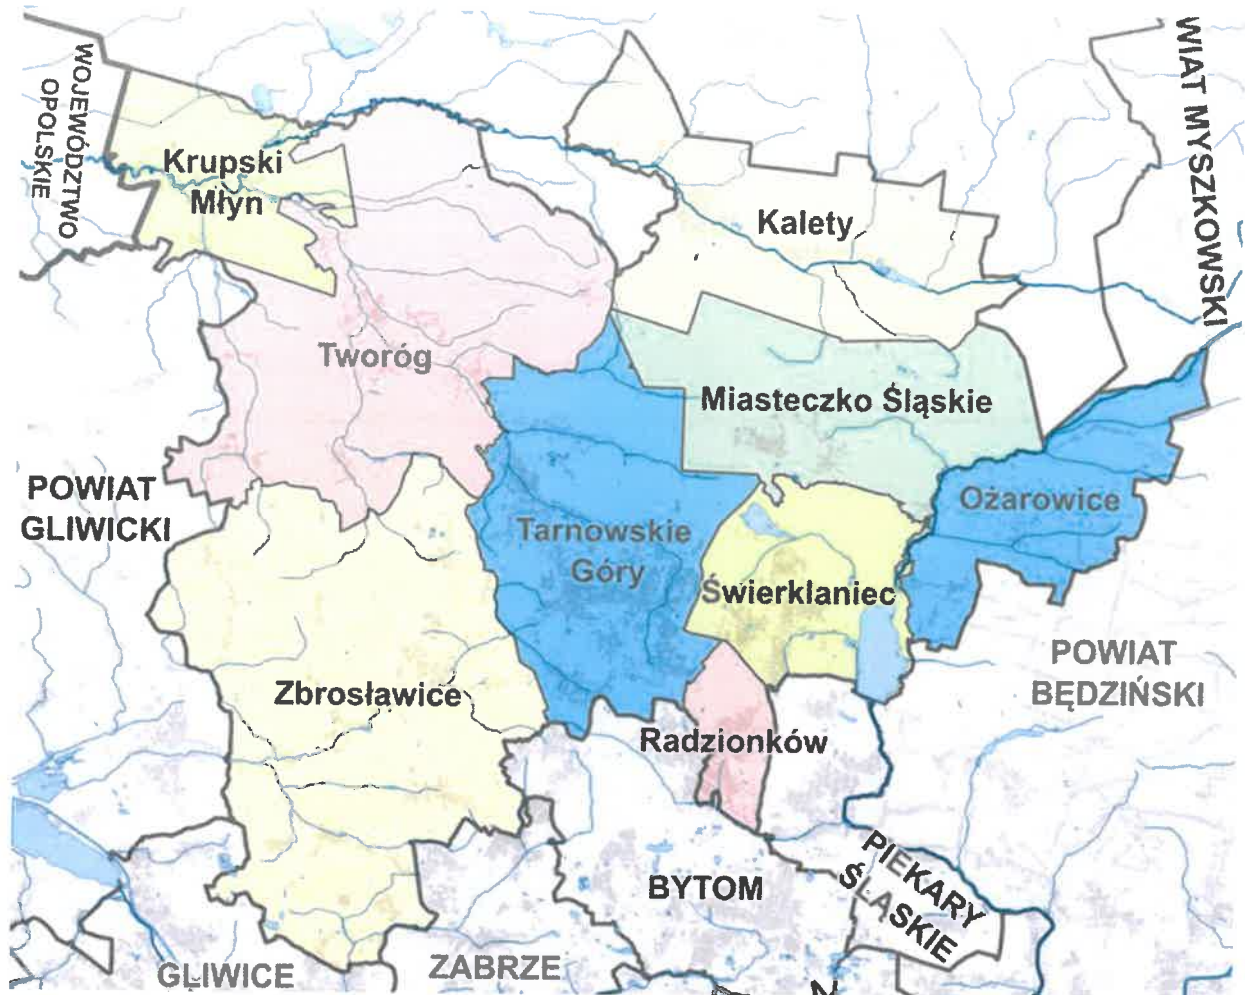 WOJEWÓDZTWO
OPOLSKIE
WIAT MYSZKOWSKI
Krupski
Młyn
Kalety
Tworóg
Miasteczko Śląskie
POWIAT
GLIWICKI
Ożarowice
Tarnowskie
Góry
Świerklaniec
POWIAT
BĘDZIŃSKI
Zbrosławice
Radzionków
BYTOM
PIEKARY
ŚLĄSKIE
GLIWICE
ZABRZE